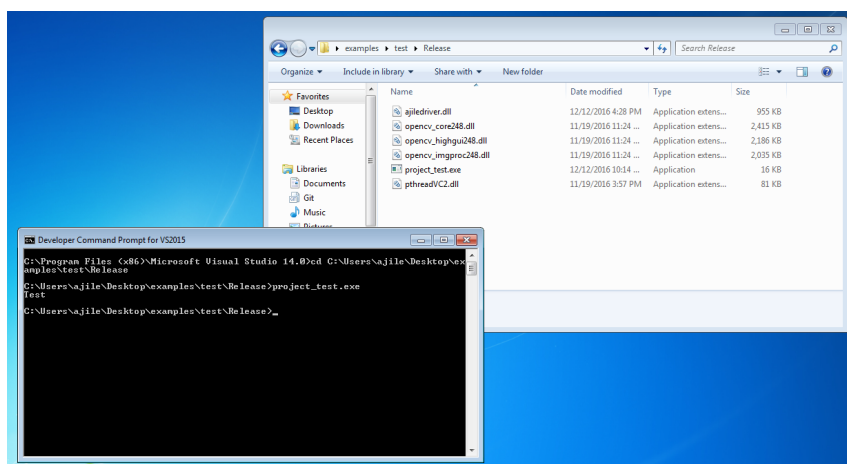 examples ▸ test ▸ Release
Search Release
Organize
Include in library
Share with
New folder
Favorites
Desktop
Downloads
Recent Places
Libraries
Documents
Git
Music
Pictures
Name Date modified Type Size
ajiledriver.dll 12/12/2016 4:28 PM Application extens... 955 KB
opencv_core248.dll 11/19/2016 11:24 ... Application extens... 2,415 KB
opencv_highgui248.dll 11/19/2016 11:24 ... Application extens... 2,186 KB
opencv_imgproc248.dll 11/19/2016 11:24 ... Application extens... 2,035 KB
project_test.exe 12/12/2016 10:14 ... Application 16 KB
pthreadVC2.dll 11/19/2016 3:57 PM Application extens... 81 KB
Developer Command Prompt for VS2015
C:\Program Files (x86)\Microsoft Visual Studio 14.0>cd C:\Users\ajile\Desktop\ex
amples\test\Release
C:\Users\ajile\Desktop\examples\test\Release>project_test.exe
Test
C:\Users\ajile\Desktop\examples\test\Release>_